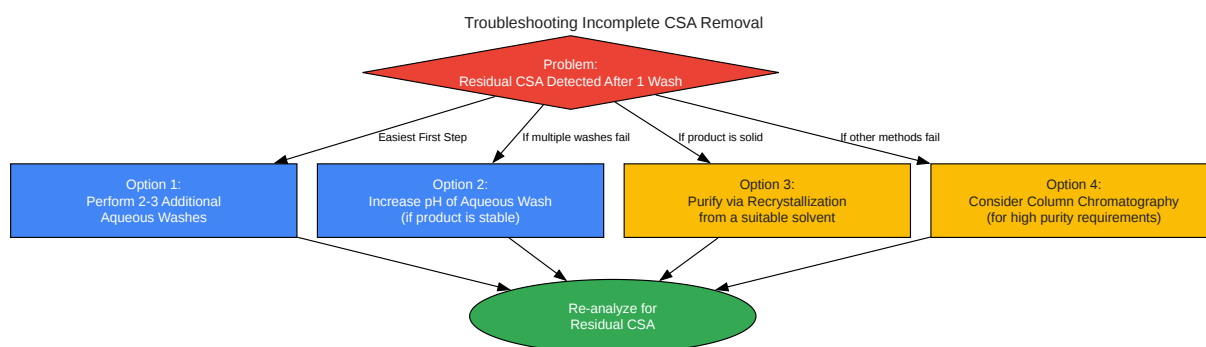 Troubleshooting Incomplete CSA Removal
Problem:
Residual CSA Detected After 1 Wash
Easiest First Step
If multiple washes fail
If product is solid
If other methods fail
Option 1:
Perform 2-3 Additional
Aqueous Washes
Option 2:
Increase pH of Aqueous Wash
(if product is stable)
Option 3:
Purify via Recrystallization
from a suitable solvent
Option 4:
Consider Column Chromatography
(for high purity requirements)
Re-analyze for
Residual CSA